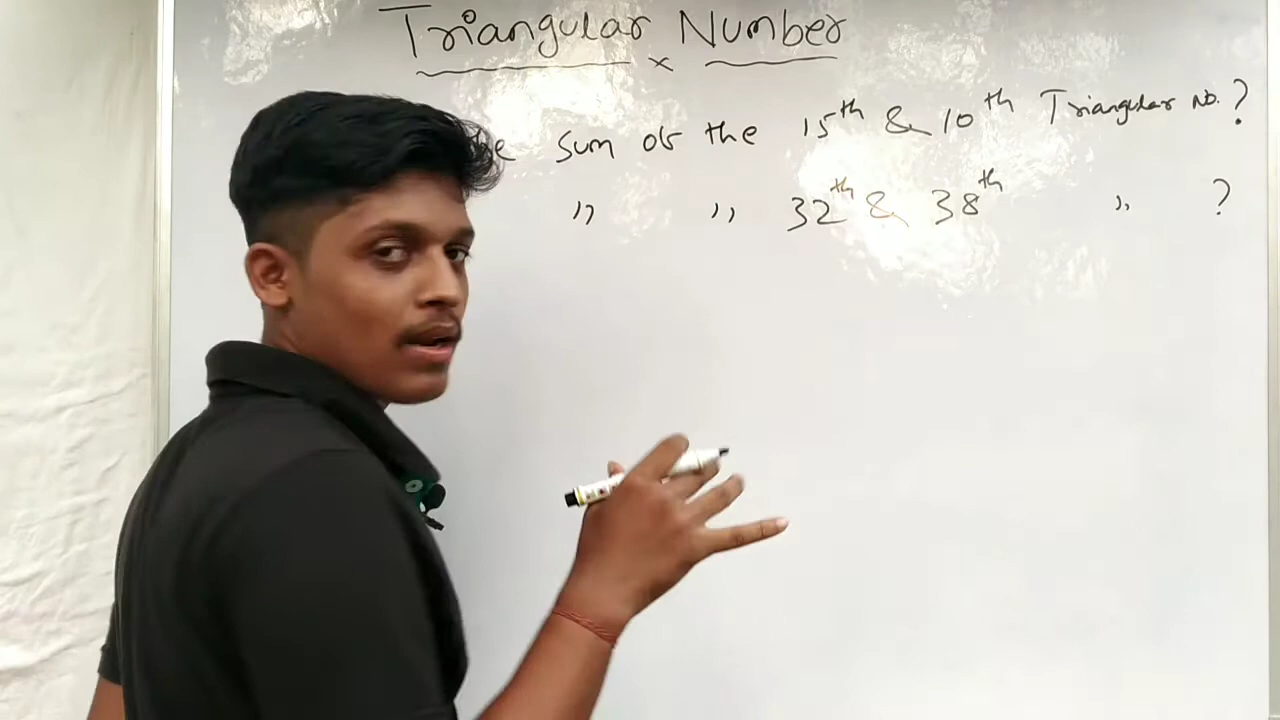 Triangular Number
Sum of the 15th & 10th Triangular No. ?
,, ,, 32th & 38th ,, ?